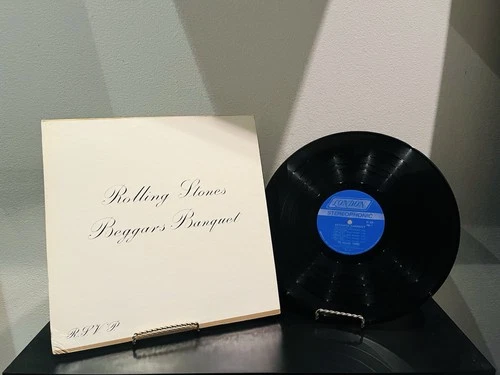 Rolling Stones
Beggars Banquet
R.S.V.P.
LONDON
STEREOPHONIC